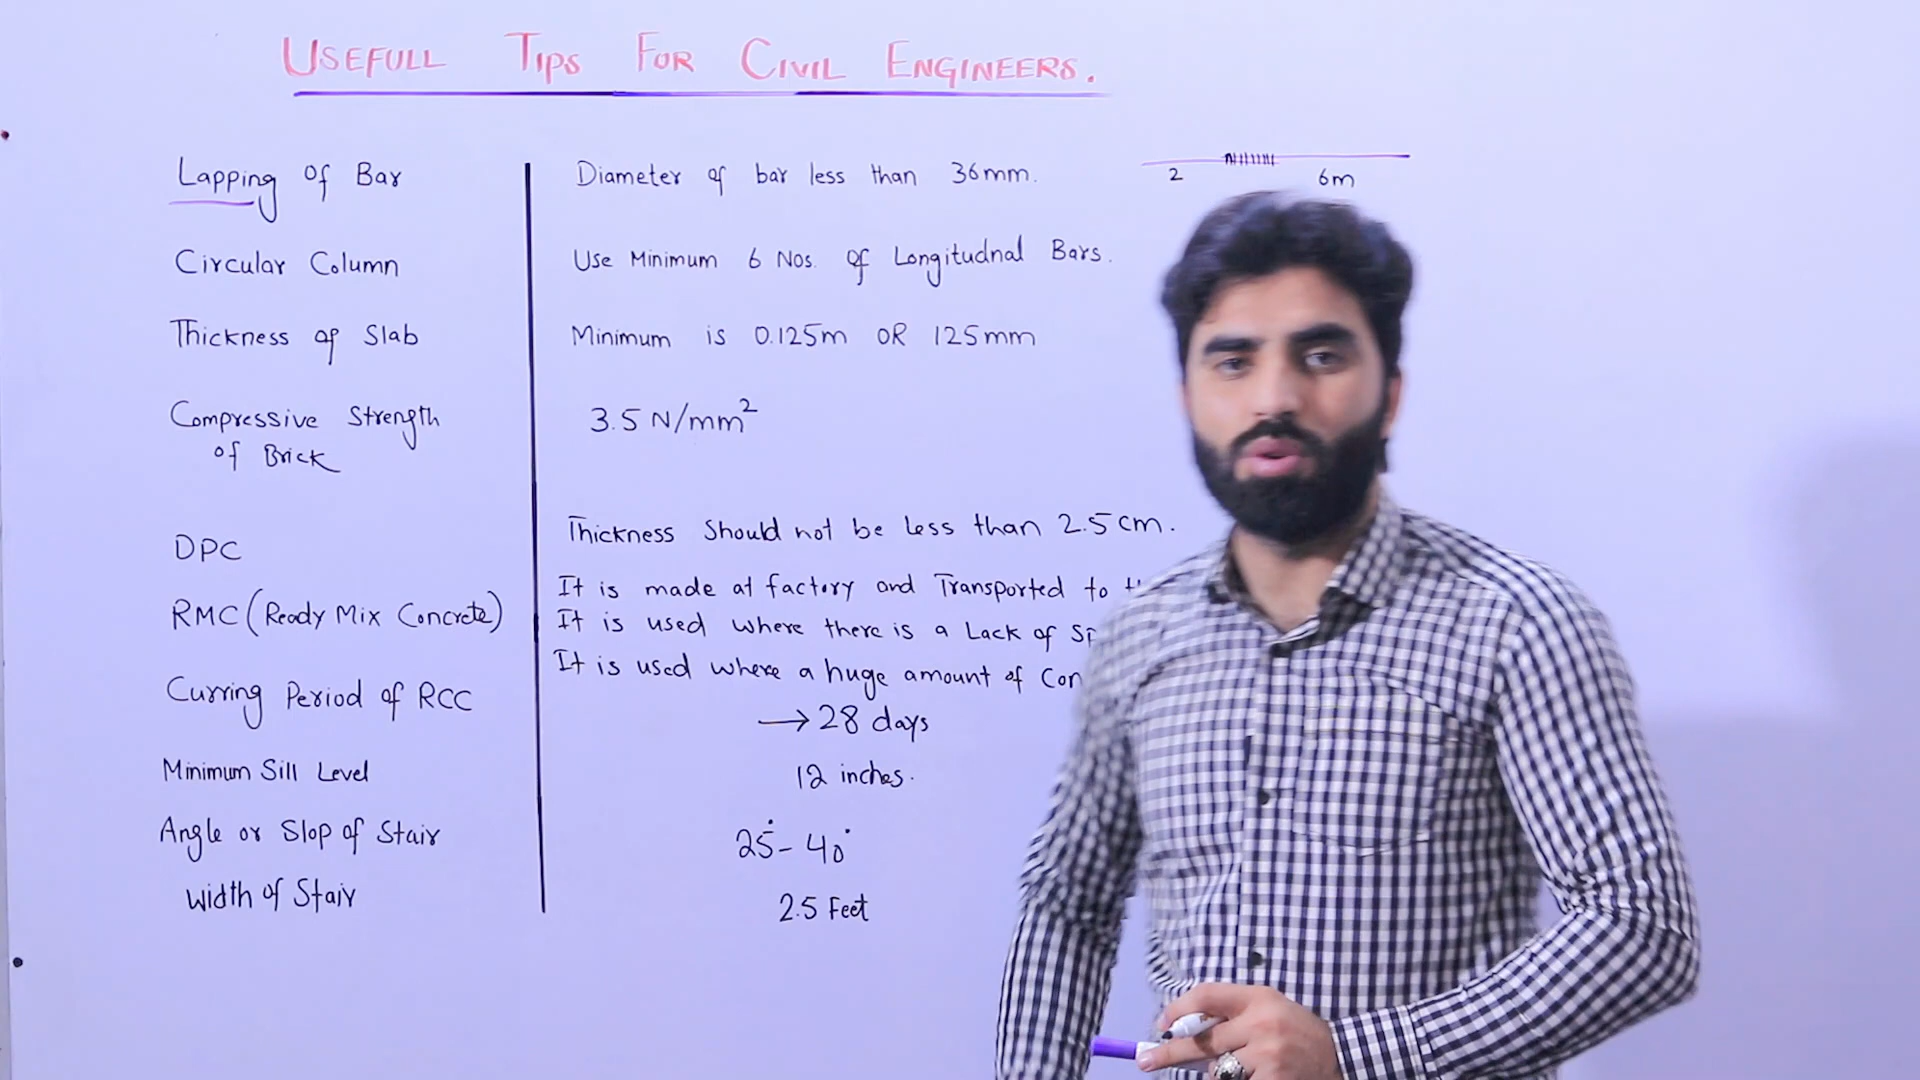 USEFULL TIPS FOR CIVIL ENGINEERS.
Lapping Of Bar
Diameter of bar less than 36mm.
2 6m
Circular Column
Use Minimum 6 Nos. Of Longitudnal Bars.
Thickness of Slab
Minimum is 0.125m OR 125mm
Compressive Strength
of Brick
3.5 N/mm²
DPC
Thickness Should not be Less than 2.5cm.
RMC (Ready Mix Concrete)
It is made at factory and Transported to
It is used where there is a Lack of
It is used where a huge amount of
Curring Period of RCC
→ 28 days
Minimum Sill Level
12 inches.
Angle or Slop of Stair
25° - 40°
Width of Stair
2.5 Feet